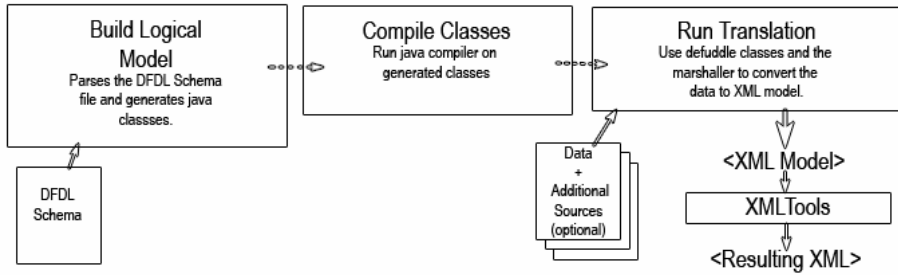 Build Logical
Model
Parses the DFDL Schema
file and generates java
classses.
Compile Classes
Run java compiler on
generated classes
Run Translation
Use defuddle classes and the
marshaller to convert the
data to XML model.
DFDL
Schema
Data
+
Additional
Sources
(optional)
<XML Model>
XMLTools
<Resulting XML>